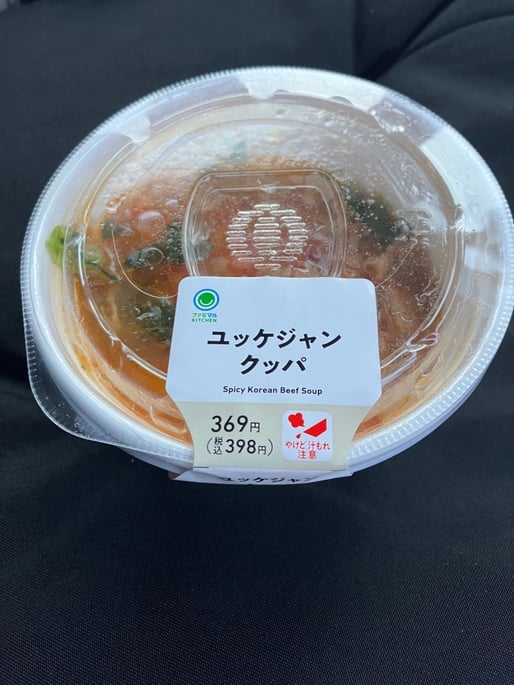 ファミマル
KITCHEN
ユッケジャン
クッパ
Spicy Korean Beef Soup
369円
(税込398円)
やけど汁もれ
注意
ユッケジャン